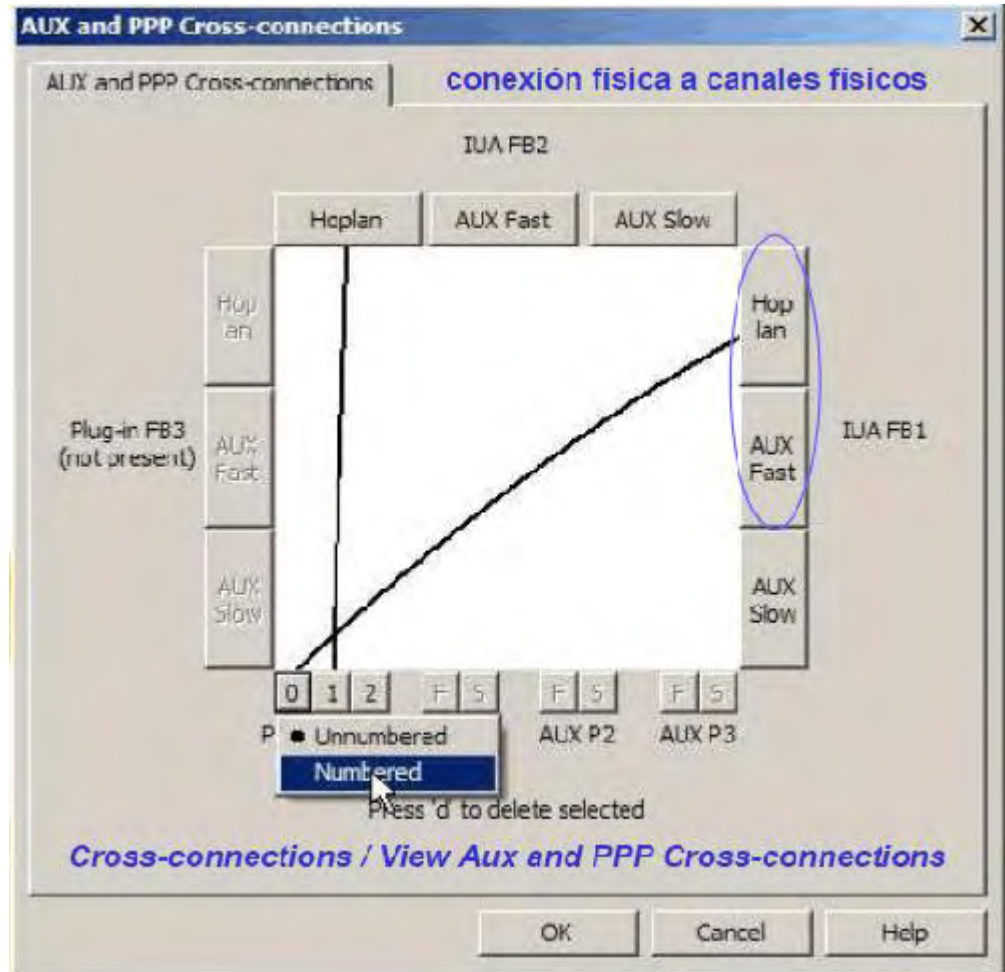 AUX and PPP Cross-connections
AUX and PPP Cross-connections
conexión física a canales físicos
IUA FB2
Hoplan AUX Fast AUX Slow
Hop
lan
Hop
lan
Plug-in FB3
(not present)
AUX
Fast
AUX
Fast
IUA FB1
AUX
Slow
AUX
Slow
0 1 2 F S F S F S
P AUX P2 AUX P3
Unnumbered
Numbered
Press 'd' to delete selected
Cross-connections / View Aux and PPP Cross-connections
OK Cancel Help